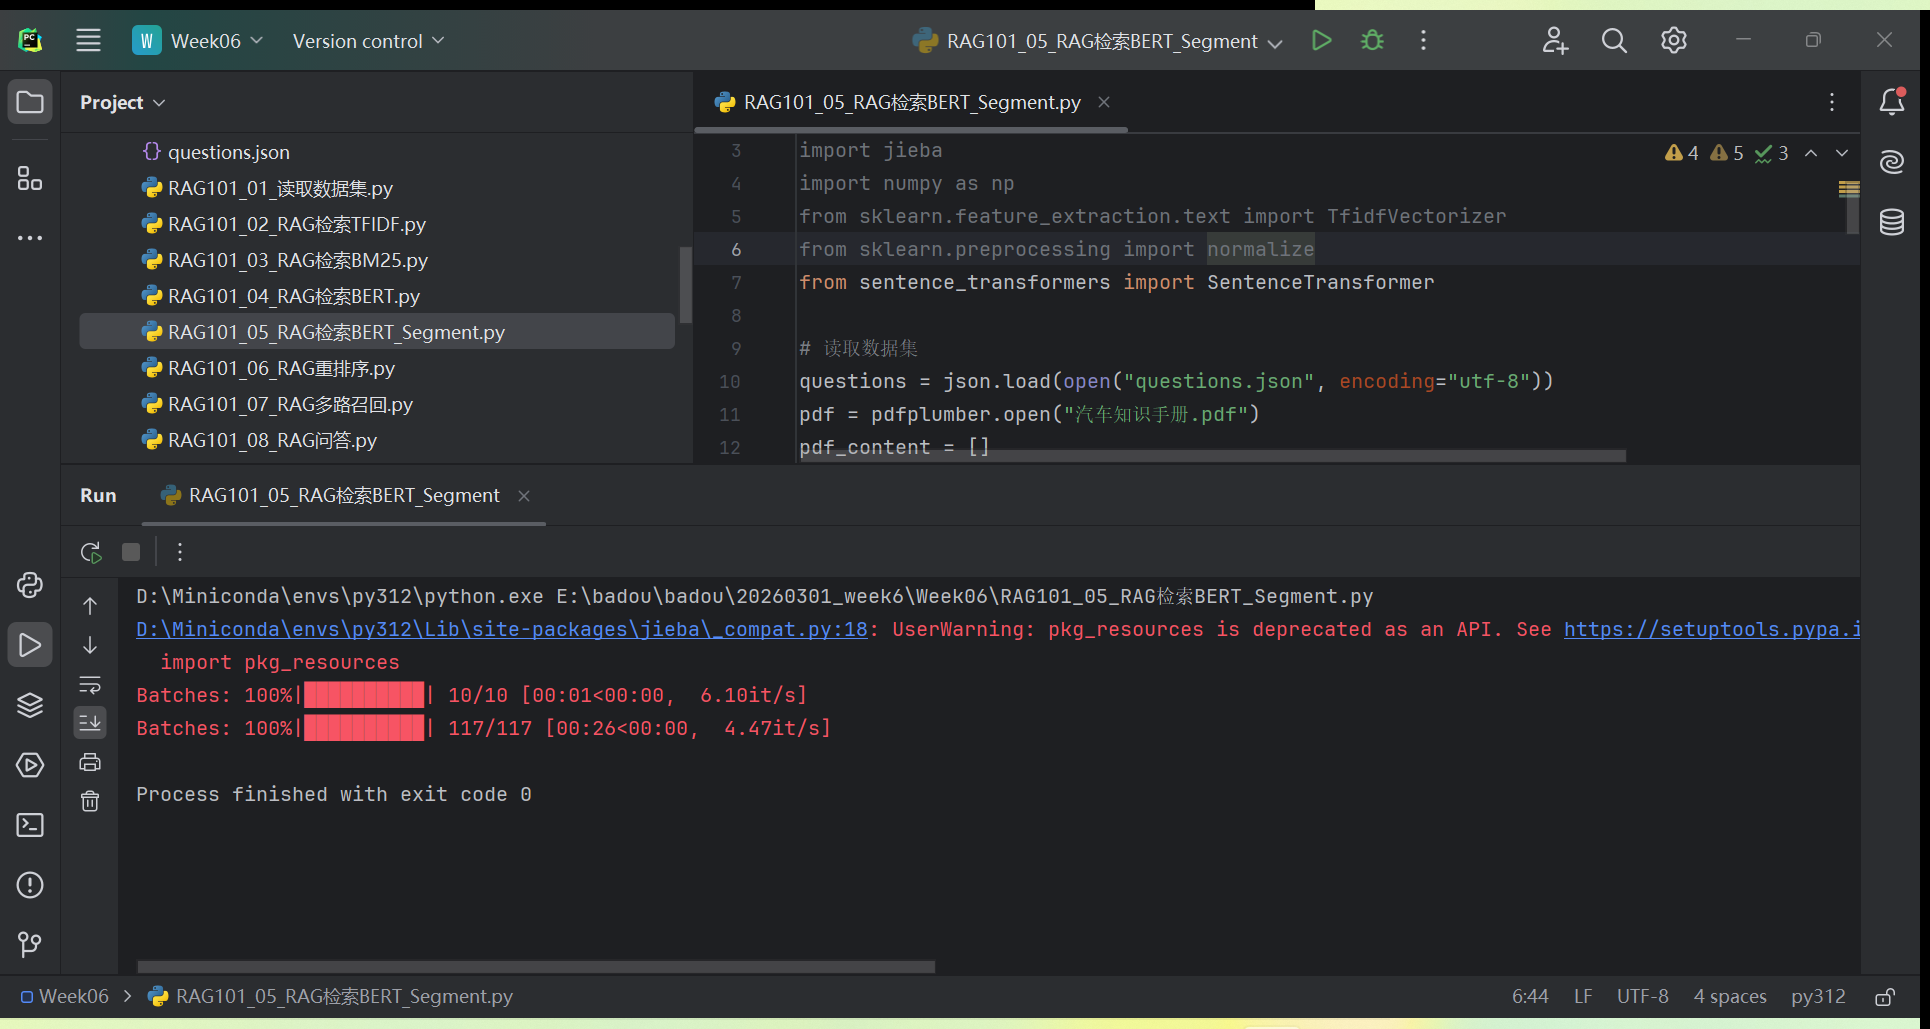 PC
W Week06 Version control RAG101_05_RAG检索BERT_Segment
Project
questions.json
RAG101_01_读取数据集.py
RAG101_02_RAG检索TFIDF.py
RAG101_03_RAG检索BM25.py
RAG101_04_RAG检索BERT.py
RAG101_05_RAG检索BERT_Segment.py
RAG101_06_RAG重排序.py
RAG101_07_RAG多路召回.py
RAG101_08_RAG问答.py
RAG101_05_RAG检索BERT_Segment.py
4 5 3
3 import jieba
4 import numpy as np
5 from sklearn.feature_extraction.text import TfidfVectorizer
6 from sklearn.preprocessing import normalize
7 from sentence_transformers import SentenceTransformer
8
9 # 读取数据集
10 questions = json.load(open("questions.json", encoding="utf-8"))
11 pdf = pdfplumber.open("汽车知识手册.pdf")
12 pdf_content = []
Run RAG101_05_RAG检索BERT_Segment
D:\Miniconda\envs\py312\python.exe E:\badou\badou\20260301_week6\Week06\RAG101_05_RAG检索BERT_Segment.py
D:\Miniconda\envs\py312\Lib\site-packages\jieba\_compat.py:18: UserWarning: pkg_resources is deprecated as an API. See https://setuptools.pypa.i
import pkg_resources
Batches: 100%|██████████| 10/10 [00:01<00:00, 6.10it/s]
Batches: 100%|██████████| 117/117 [00:26<00:00, 4.47it/s]
Process finished with exit code 0
Week06 > RAG101_05_RAG检索BERT_Segment.py 6:44 LF UTF-8 4 spaces py312